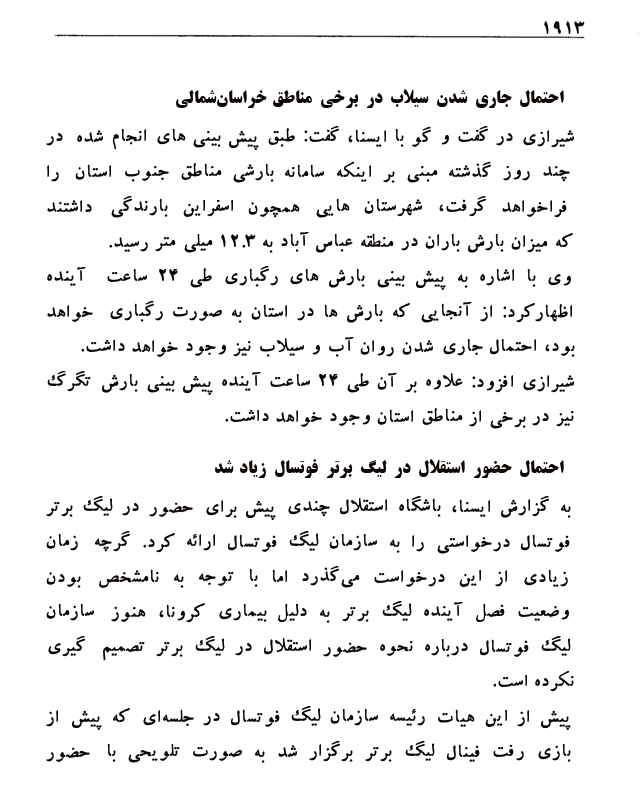 ۱۹۱۳
احتمال جاری شدن سیلاب در برخی مناطق خراسان‌شمالی
شیرازی در گفت و گو با ایسنا، گفت: طبق پیش بینی های انجام شده در
چند روز گذشته مبنی بر اینکه سامانه بارشی مناطق جنوب استان را
فراخواهد گرفت، شهرستان هایی همچون اسفراین بارندگی داشتند
که میزان بارش باران در منطقه عباس آباد به ۱۲.۳ میلی متر رسید.
وی با اشاره به پیش بینی بارش های رگباری طی ۲۴ ساعت آینده
اظهارکرد: از آنجایی که بارش ها در استان به صورت رگباری خواهد
بود، احتمال جاری شدن روان آب و سیلاب نیز وجود خواهد داشت.
شیرازی افزود: علاوه بر آن طی ۲۴ ساعت آینده پیش بینی بارش تگرگ
نیز در برخی از مناطق استان وجود خواهد داشت.
احتمال حضور استقلال در لیگ برتر فوتسال زیاد شد
به گزارش ایسنا، باشگاه استقلال چندی پیش برای حضور در لیگ برتر
فوتسال درخواستی را به سازمان لیگ فوتسال ارائه کرد. گرچه زمان
زیادی از این درخواست می‌گذرد اما با توجه به نامشخص بودن
وضعیت فصل آینده لیگ برتر به دلیل بیماری کرونا، هنوز سازمان
لیگ فوتسال درباره نحوه حضور استقلال در لیگ برتر تصمیم گیری
نکرده است.
پیش از این هیات رئیسه سازمان لیگ فوتسال در جلسه‌ای که پیش از
بازی رفت فینال لیگ برتر برگزار شد به صورت تلویحی با حضور